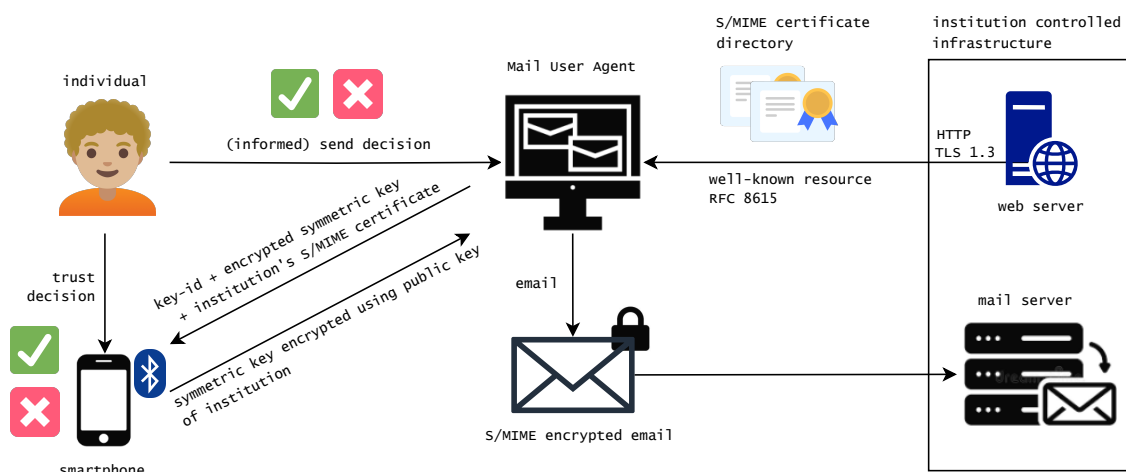 S/MIME certificate
directory
institution controlled
infrastructure
individual
Mail User Agent
(informed) send decision
HTTP
TLS 1.3
well-known resource
RFC 8615
web server
key-id + encrypted symmetric key
+ institution's S/MIME certificate
trust
decision
symmetric key encrypted using public key
of institution
email
mail server
S/MIME encrypted email
smartphone